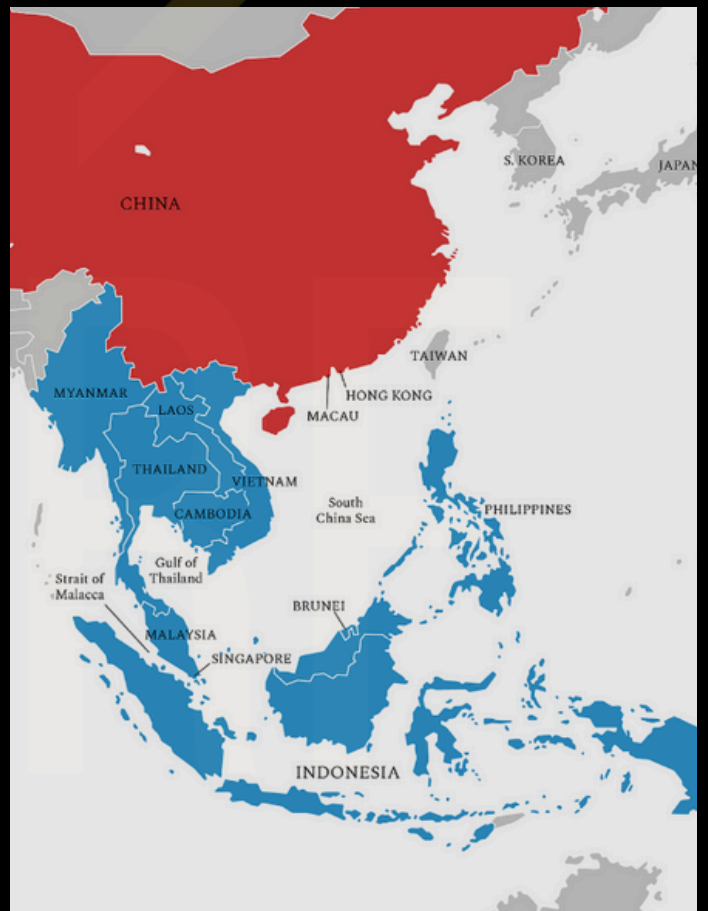 S. KOREA
JAPAN
CHINA
TAIWAN
MYANMAR
HONG KONG
LAOS
MACAU
THAILAND
VIETNAM
South
China Sea
PHILIPPINES
CAMBODIA
Gulf of
Thailand
Strait of
Malacca
BRUNEI
MALAYSIA
SINGAPORE
INDONESIA